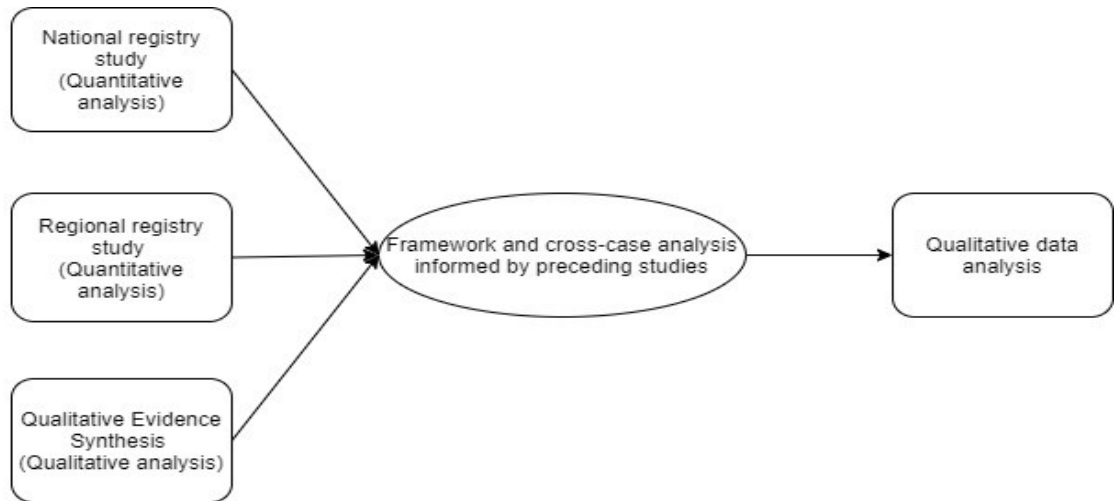 National registry
study
(Quantitative
analysis)
Regional registry
study
(Quantitative
analysis)
Qualitative Evidence
Synthesis
(Qualitative analysis)
Framework and cross-case analysis
informed by preceding studies
Qualitative data
analysis